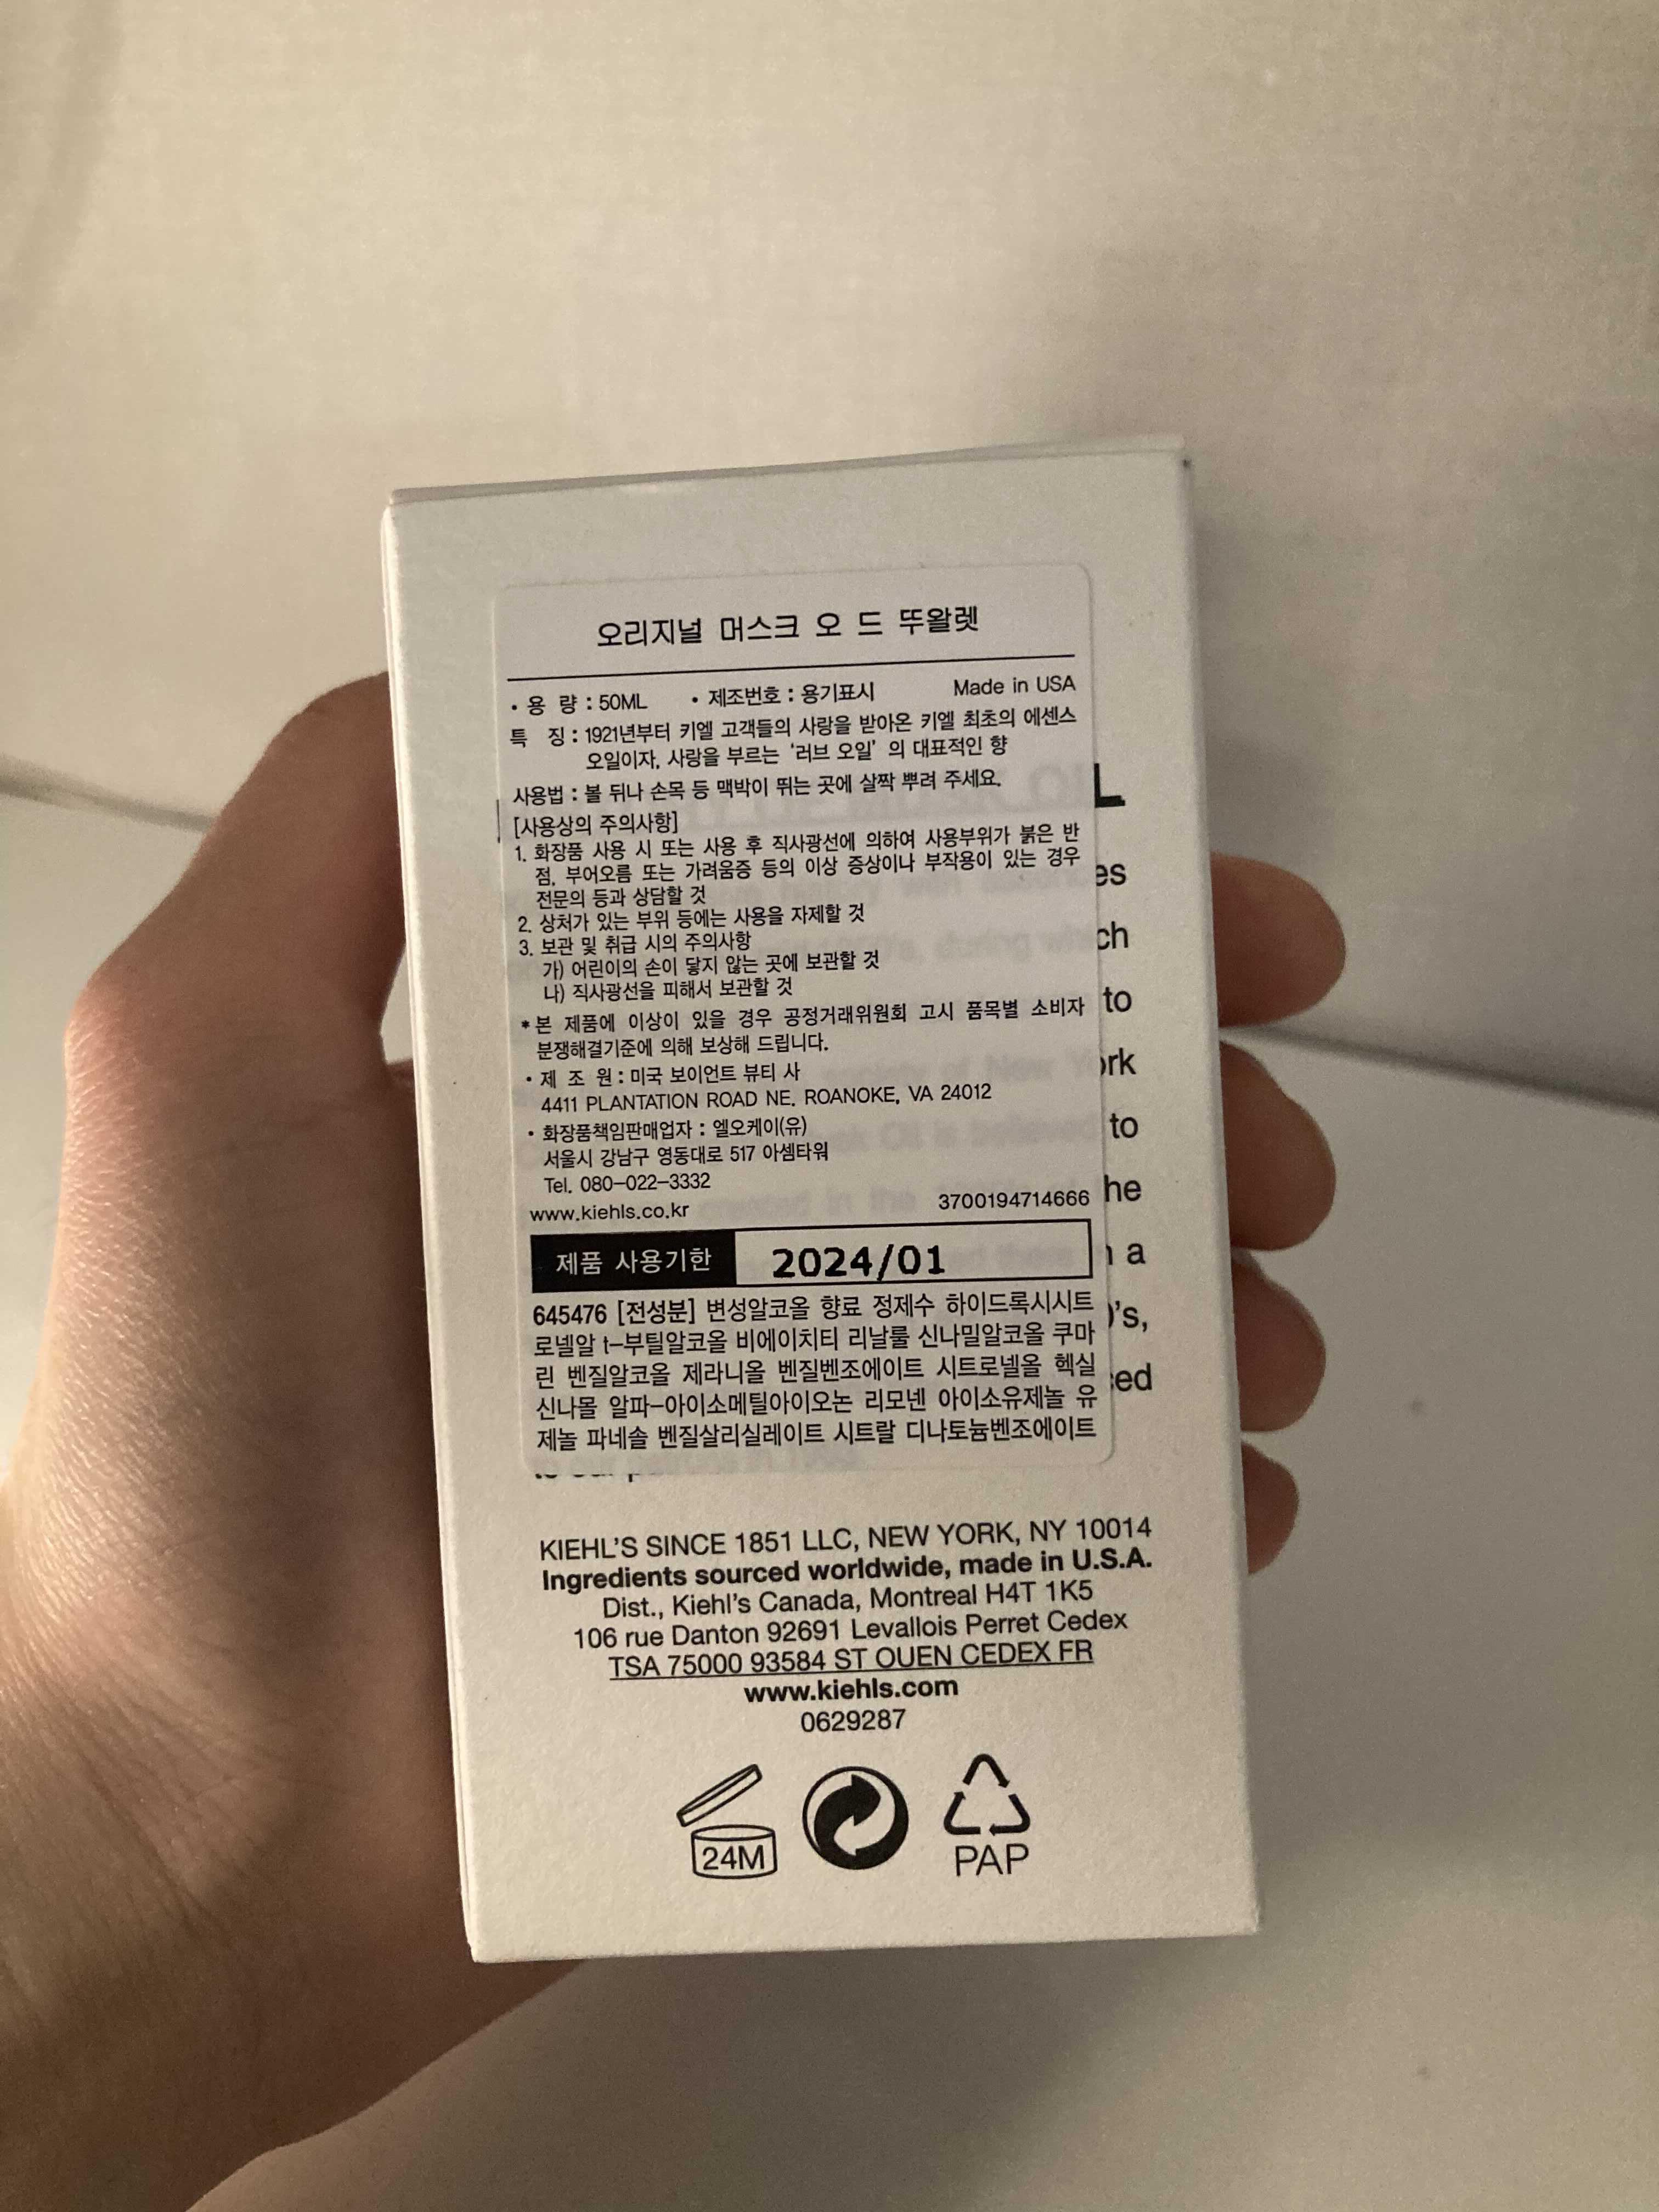 오리지널 머스크 오 드 뚜왈렛
• 용 량 : 50ML • 제조번호 : 용기표시 Made in USA
특 징 : 1921년부터 키엘 고객들의 사랑을 받아온 키엘 최초의 에센스
오일이자, 사랑을 부르는 '러브 오일' 의 대표적인 향
사용법 : 볼 뒤나 손목 등 맥박이 뛰는 곳에 살짝 뿌려 주세요.
[사용상의 주의사항]
1. 화장품 사용 시 또는 사용 후 직사광선에 의하여 사용부위가 붉은 반
점, 부어오름 또는 가려움증 등의 이상 증상이나 부작용이 있는 경우
전문의 등과 상담할 것
2. 상처가 있는 부위 등에는 사용을 자제할 것
3. 보관 및 취급 시의 주의사항
가) 어린이의 손이 닿지 않는 곳에 보관할 것
나) 직사광선을 피해서 보관할 것
*본 제품에 이상이 있을 경우 공정거래위원회 고시 품목별 소비자
분쟁해결기준에 의해 보상해 드립니다.
• 제 조 원 : 미국 보이언트 뷰티 사
4411 PLANTATION ROAD NE. ROANOKE, VA 24012
• 화장품책임판매업자 : 엘오케이(유)
서울시 강남구 영동대로 517 아셈타워
Tel. 080-022-3332
www.kiehls.co.kr 3700194714666
제품 사용기한 2024/01
645476 [전성분] 변성알코올 향료 정제수 하이드록시시트
로넬알 t-부틸알코올 비에이치티 리날룰 신나밀알코올 쿠마
린 벤질알코올 제라니올 벤질벤조에이트 시트로넬올 헥실
신나몰 알파-아이소메틸아이오논 리모넨 아이소유제놀 유
제놀 파네솔 벤질살리실레이트 시트랄 디나토늄벤조에이트
L
es
ch
to
ork
to
he
a
's,
ed
KIEHL'S SINCE 1851 LLC, NEW YORK, NY 10014
Ingredients sourced worldwide, made in U.S.A.
Dist., Kiehl's Canada, Montreal H4T 1K5
106 rue Danton 92691 Levallois Perret Cedex
TSA 75000 93584 ST OUEN CEDEX FR
www.kiehls.com
0629287
24M
PAP